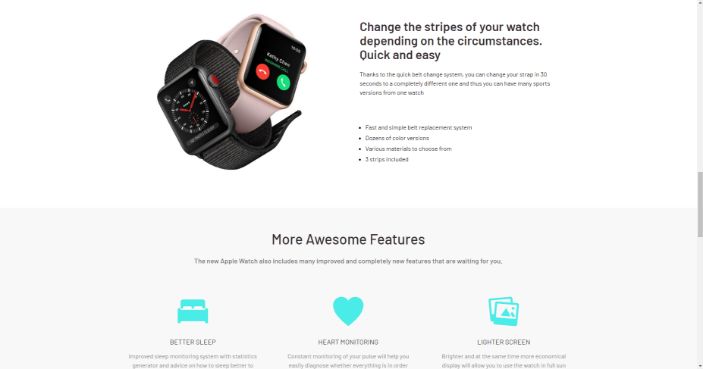 Change the stripes of your watch
depending on the circumstances.
Quick and easy
Thanks to the quick belt change system, you can change your strap in 30
seconds to a completely different one and thus you can have many sports
versions from one watch
Fast and simple belt replacement system
Dozens of color versions
Various materials to choose from
3 strips included
More Awesome Features
The new Apple Watch also includes many improved and completely new features that are waiting for you.
BETTER SLEEP
HEART MONITORING
LIGHTER SCREEN
Improved sleep monitoring system with statistics
generator and advice on how to sleep better to
Constant monitoring of your pulse will help you
easily diagnose whether everything is in order
Brighter and at the same time more economical
display will allow you to use the watch in full sun